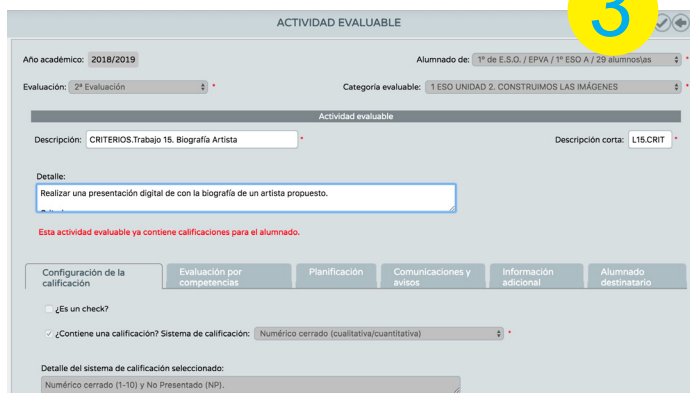 ACTIVIDAD EVALUABLE
3
Año académico: 2018/2019
Alumnado de: 1º de E.S.O. / EPVA / 1º ESO A / 29 alumnos\as *
Evaluación: 2ª Evaluación *
Categoría evaluable: 1 ESO UNIDAD 2. CONSTRUIMOS LAS IMÁGENES *
Actividad evaluable
Descripción: CRITERIOS.Trabajo 15. Biografía Artista *
Descripción corta: L15.CRIT *
Detalle:
Realizar una presentación digital de con la biografía de un artista propuesto.
Esta actividad evaluable ya contiene calificaciones para el alumnado.
Configuración de la calificación
Evaluación por competencias
Planificación
Comunicaciones y avisos
Información adicional
Alumnado destinatario
¿Es un check?
¿Contiene una calificación? Sistema de calificación: Numérico cerrado (cualitativa/cuantitativa) *
Detalle del sistema de calificación seleccionado:
Numérico cerrado (1-10) y No Presentado (NP).